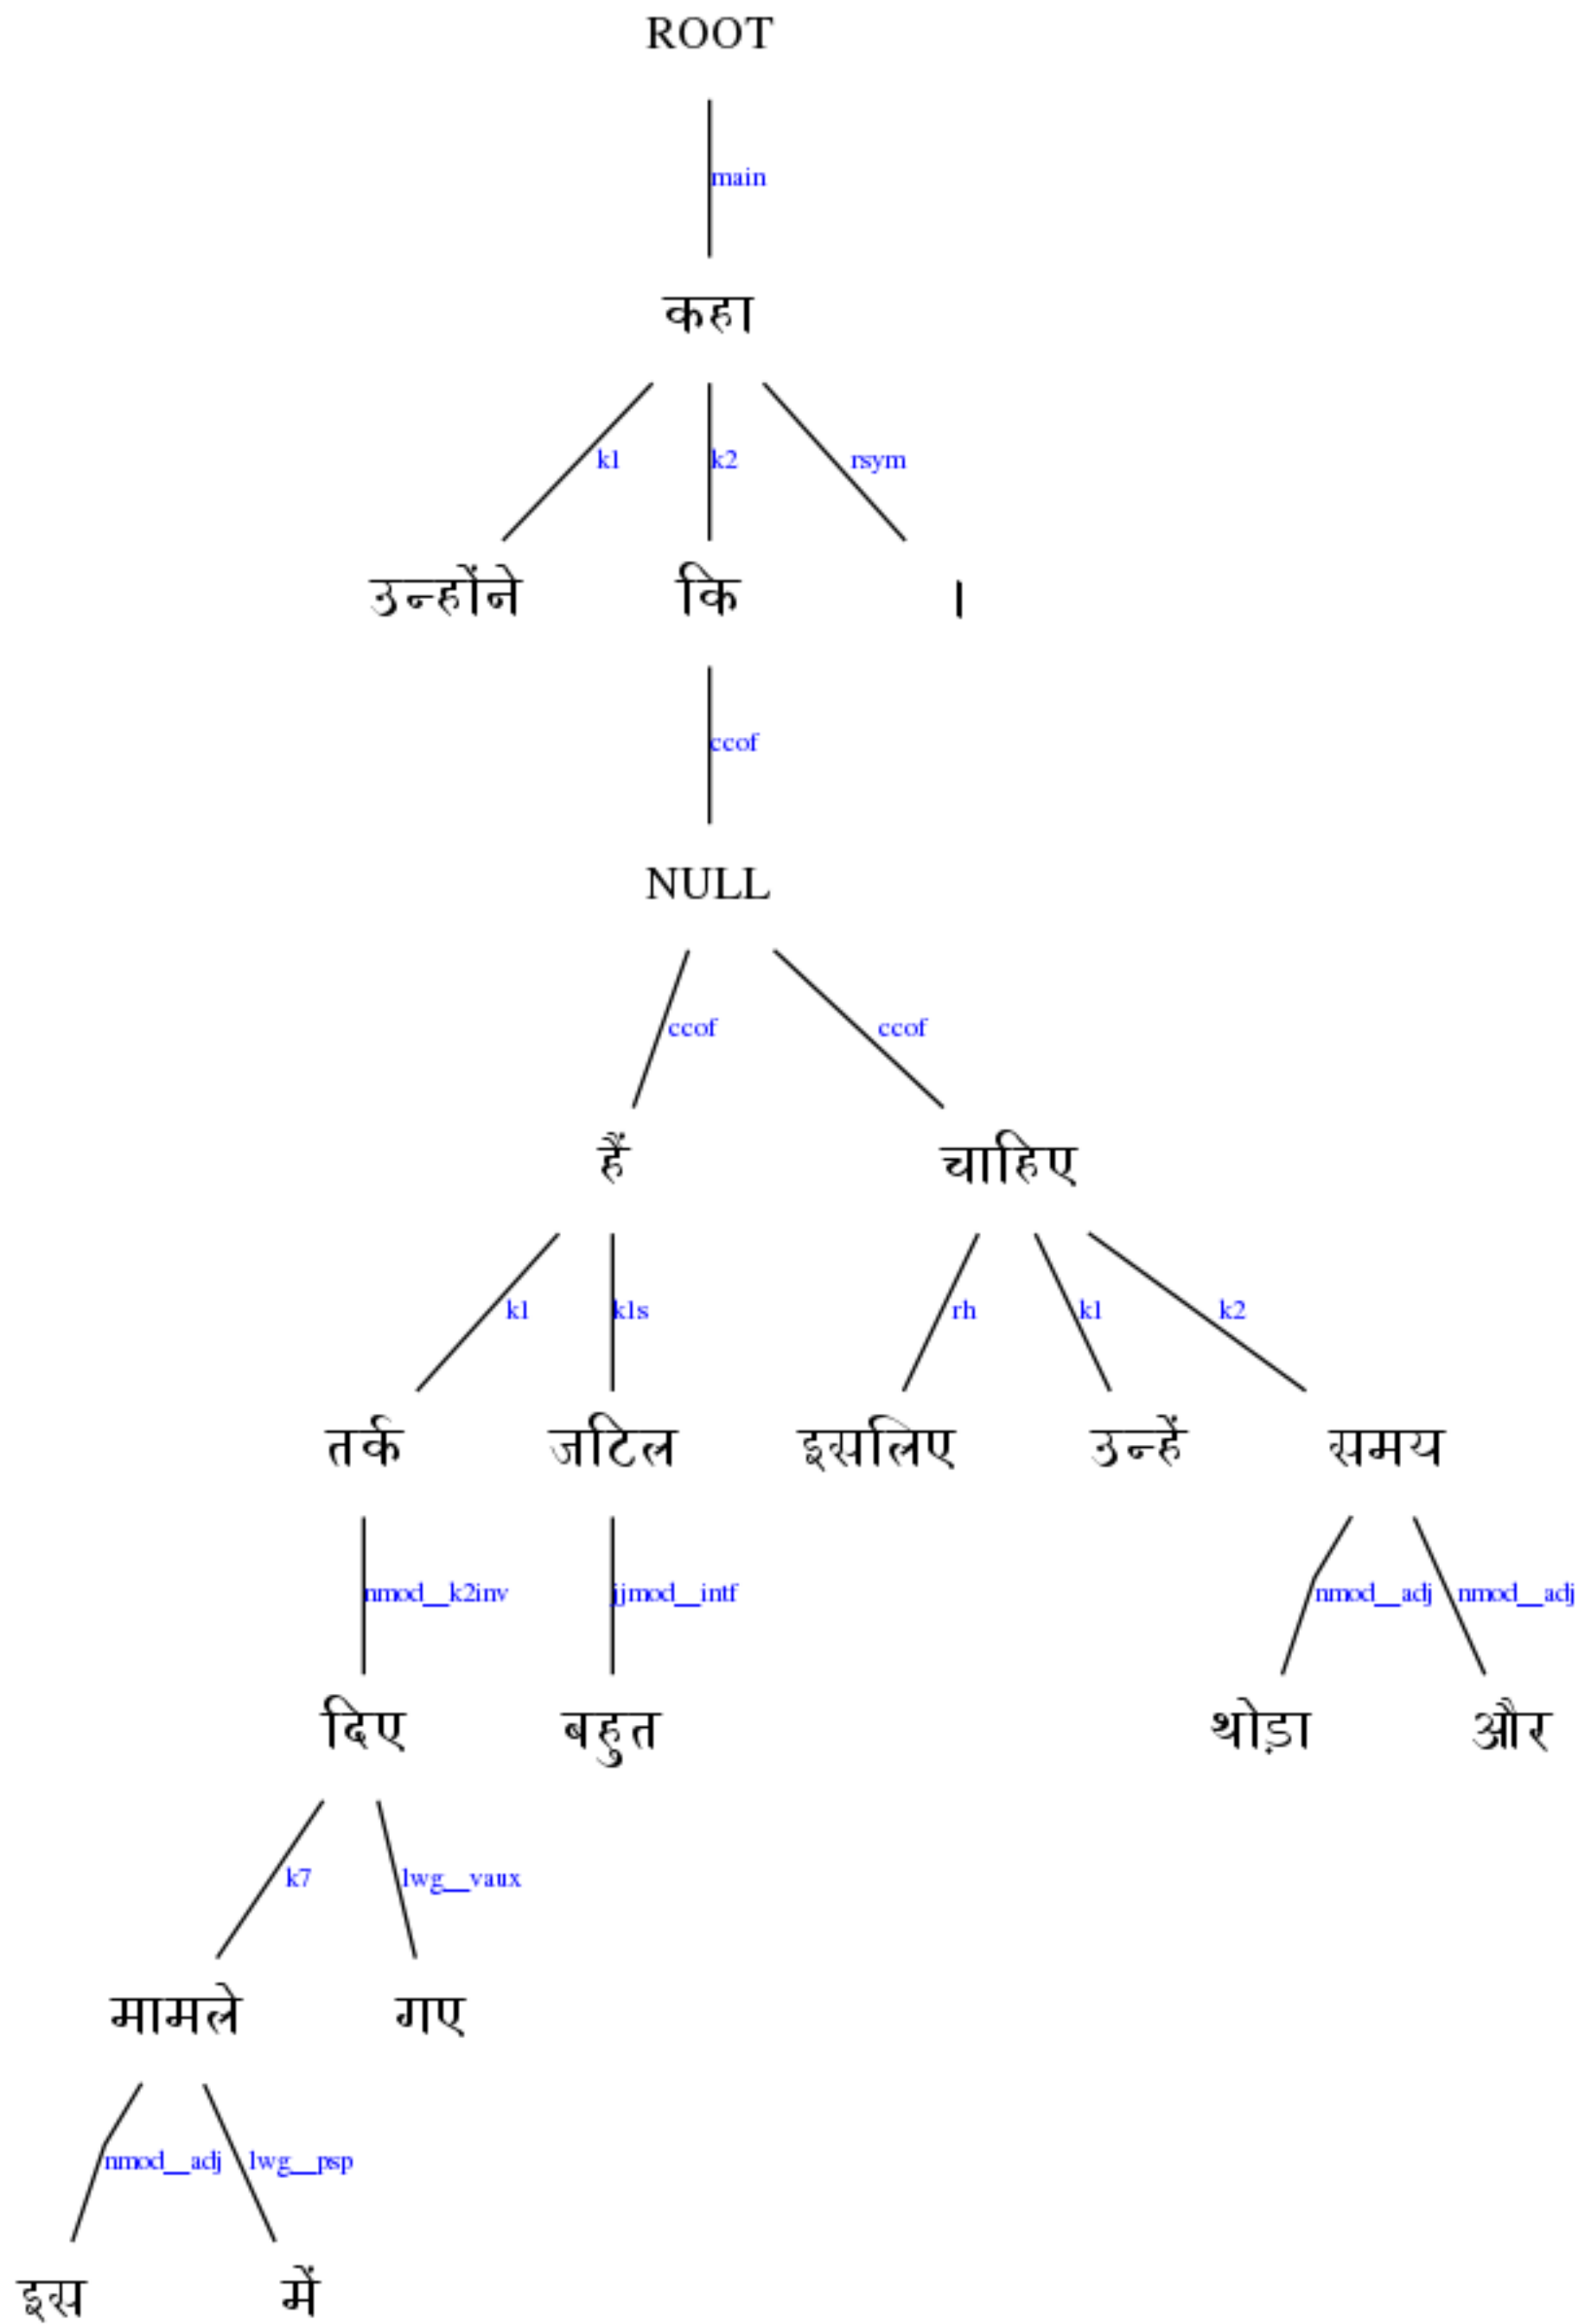 ROOT
main
कहा
k1 k2 rsym
उन्होंने कि ।
ccof
NULL
ccof ccof
हैं चाहिए
k1 k1s rh k1 k2
तर्क जटिल इसलिए उन्हें समय
nmod__k2inv jjmod__intf nmod__adj nmod__adj
दिए बहुत थोड़ा और
k7 lwg__vaux
मामले गए
nmod__adj lwg__psp
इस में